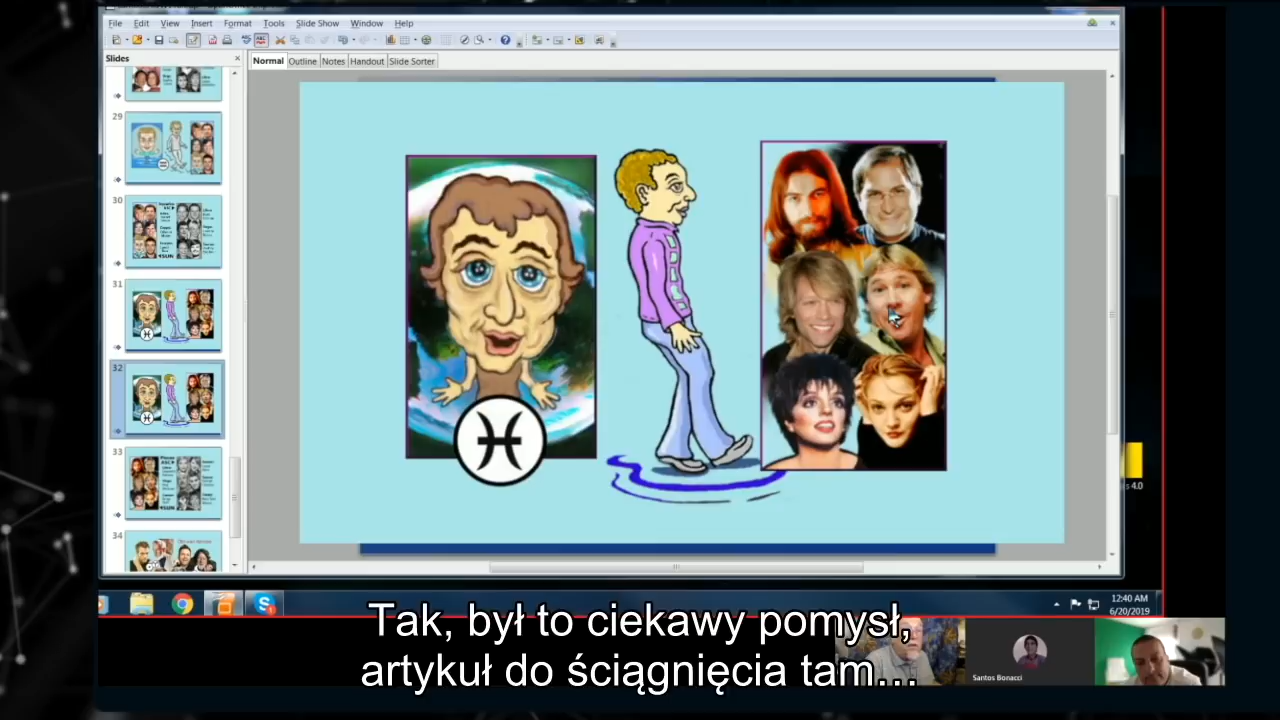 File Edit View Insert Format Tools Slide Show Window Help
Slides
Normal Outline Notes Handout Slide Sorter
29
30
31
32
33
34
s 4.0
12:40 AM
6/20/2019
Santos Bonacci
Tak, był to ciekawy pomysł,
artykuł do ściągnięcia tam...